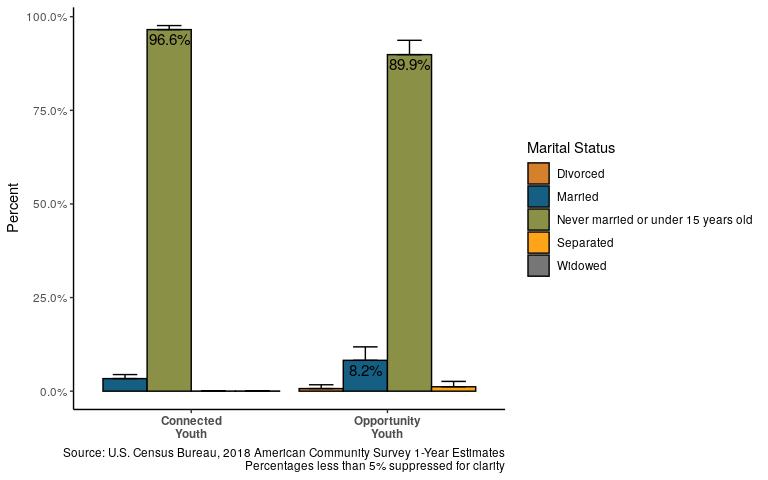 100.0%
75.0%
50.0%
25.0%
0.0%
Percent
96.6%
8.2%
89.9%
Connected
Youth
Opportunity
Youth
Marital Status
Divorced
Married
Never married or under 15 years old
Separated
Widowed
Source: U.S. Census Bureau, 2018 American Community Survey 1-Year Estimates
Percentages less than 5% suppressed for clarity